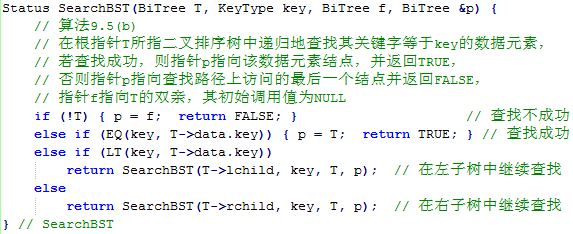 Status SearchBST(BiTree T, KeyType key, BiTree f, BiTree &p) {
// 算法9.5(b)
// 在根指针T所指二叉排序树中递归地查找其关键字等于key的数据元素，
// 若查找成功，则指针p指向该数据元素结点，并返回TRUE，
// 否则指针p指向查找路径上访问的最后一个结点并返回FALSE，
// 指针f指向T的双亲，其初始调用值为NULL
if (!T) { p = f;  return FALSE; } // 查找不成功
else if (EQ(key, T->data.key)) { p = T;  return TRUE; } // 查找成功
else if (LT(key, T->data.key))
return SearchBST(T->lchild, key, T, p);  // 在左子树中继续查找
else
return SearchBST(T->rchild, key, T, p);  // 在右子树中继续查找
} // SearchBST